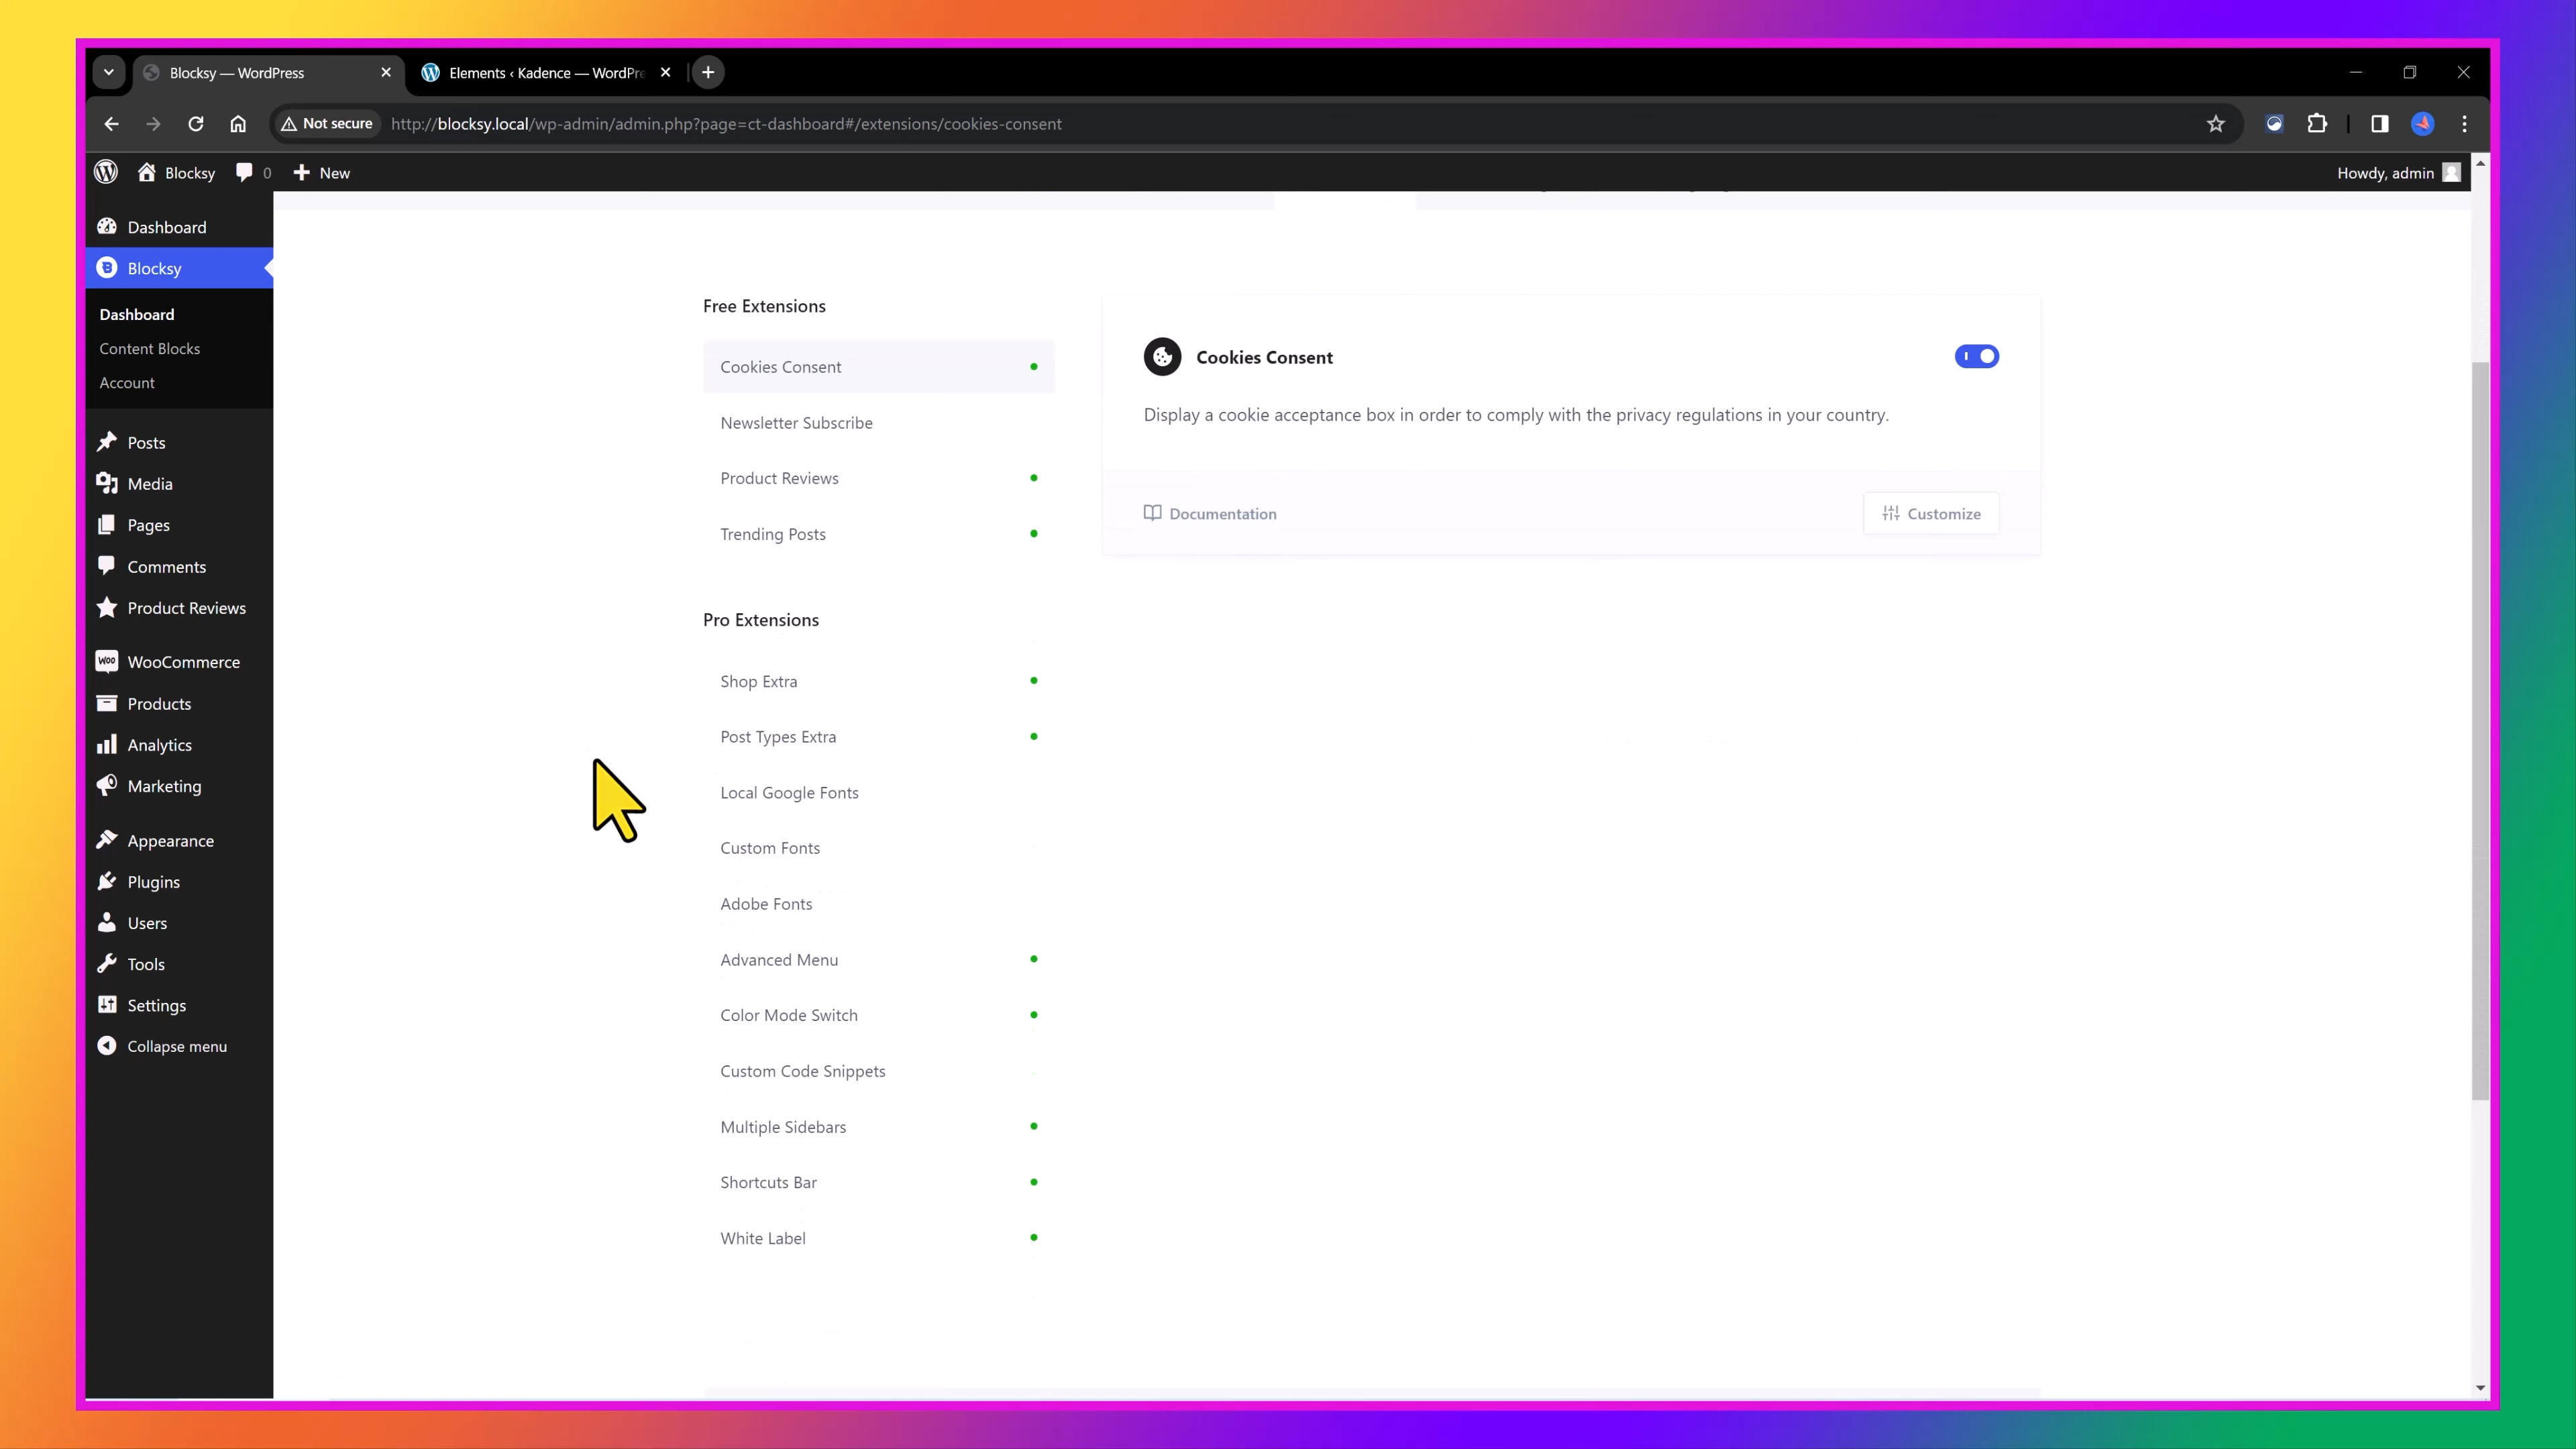 Blocksy — WordPress
Elements ‹ Kadence — WordPre
Not secure
http://blocksy.local/wp-admin/admin.php?page=ct-dashboard#/extensions/cookies-consent
Blocksy
0
New
Howdy, admin
Dashboard
Blocksy
Dashboard
Content Blocks
Account
Posts
Media
Pages
Comments
Product Reviews
WooCommerce
Products
Analytics
Marketing
Appearance
Plugins
Users
Tools
Settings
Collapse menu
Free Extensions
Cookies Consent
Newsletter Subscribe
Product Reviews
Trending Posts
Pro Extensions
Shop Extra
Post Types Extra
Local Google Fonts
Custom Fonts
Adobe Fonts
Advanced Menu
Color Mode Switch
Custom Code Snippets
Multiple Sidebars
Shortcuts Bar
White Label
Cookies Consent
Display a cookie acceptance box in order to comply with the privacy regulations in your country.
Documentation
Customize